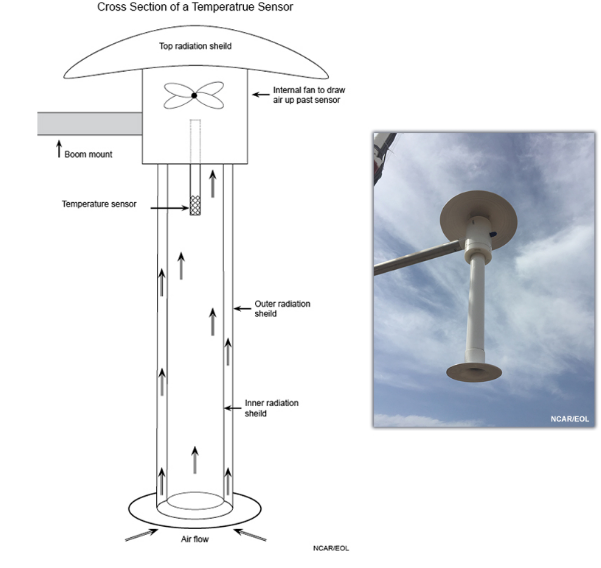 Cross Section of a Temperatrue Sensor
Top radiation sheild
Internal fan to draw
air up past sensor
Boom mount
Temperature sensor
Outer radiation
sheild
Inner radiation
sheild
Air flow
NCAR/EOL
NCAR/EOL